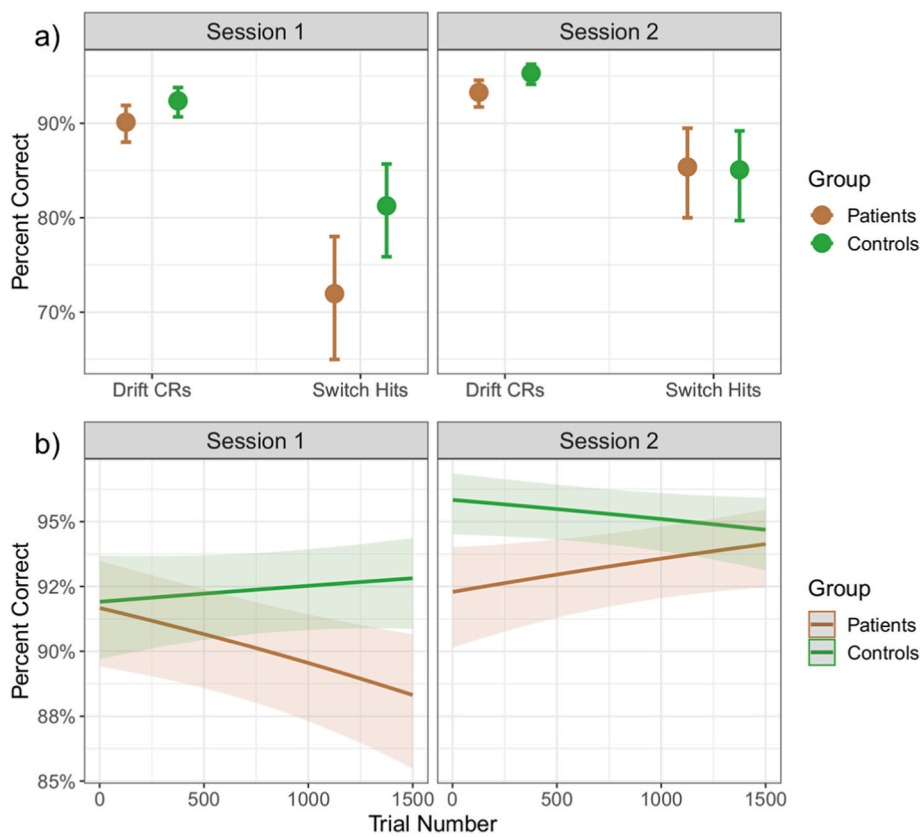 a)
Session 1
Session 2
Percent Correct
90%
80%
70%
Drift CRs
Switch Hits
Drift CRs
Switch Hits
Group
Patients
Controls
b)
Session 1
Session 2
Percent Correct
95%
92%
90%
88%
85%
0
500
1000
1500
0
500
1000
1500
Trial Number
Group
Patients
Controls